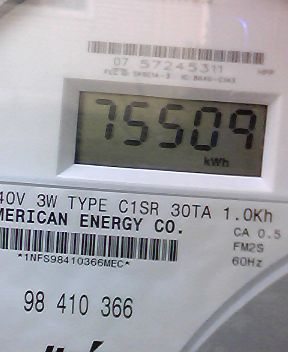 07 57245311
75509
kWh
40V 3W TYPE C1SR 30TA 1.0Kh
MERICAN ENERGY CO.
CA 0.5
FM2S
60Hz
*1NFS98410366MEC*
98 410 366